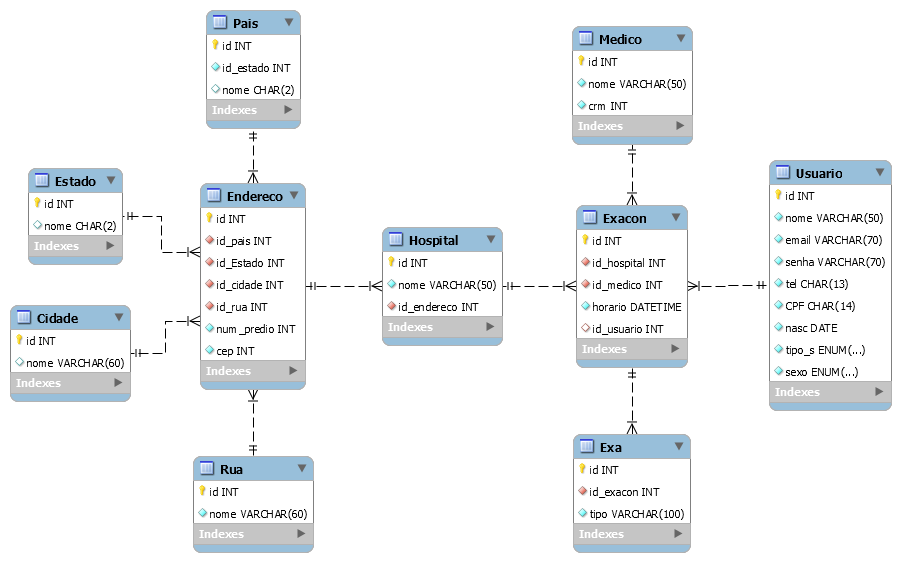 Pais
id INT
id_estado INT
nome CHAR(2)
Indexes
Medico
id INT
nome VARCHAR(50)
crm INT
Indexes
Estado
id INT
nome CHAR(2)
Indexes
Endereco
id INT
id_pais INT
id_Estado INT
id_cidade INT
id_rua INT
num_predio INT
cep INT
Indexes
Hospital
id INT
nome VARCHAR(50)
id_endereco INT
Indexes
Exacon
id INT
id_hospital INT
id_medico INT
horario DATETIME
id_usuario INT
Indexes
Usuario
id INT
nome VARCHAR(50)
email VARCHAR(70)
senha VARCHAR(70)
tel CHAR(13)
CPF CHAR(14)
nasc DATE
tipo_s ENUM(...)
sexo ENUM(...)
Indexes
Cidade
id INT
nome VARCHAR(60)
Indexes
Rua
id INT
nome VARCHAR(60)
Indexes
Exa
id INT
id_exacon INT
tipo VARCHAR(100)
Indexes